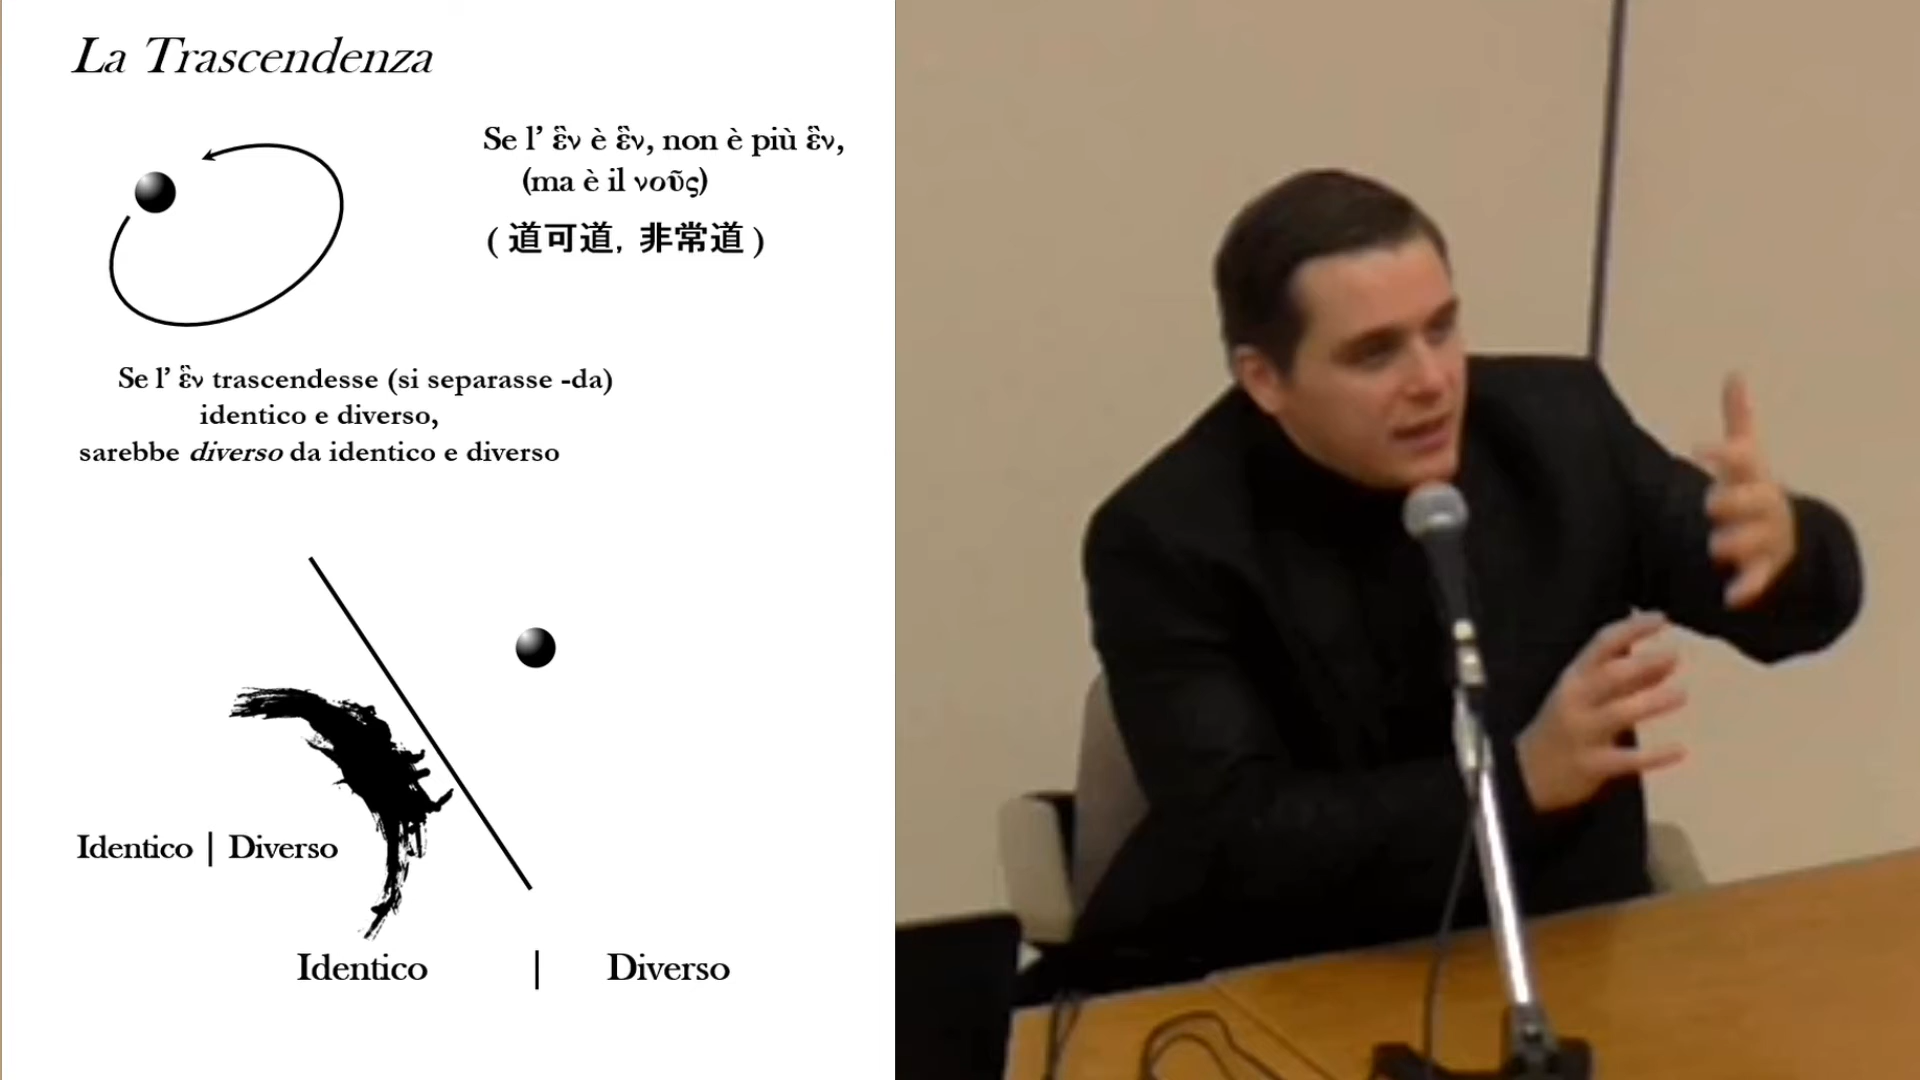 La Trascendenza
Se l’ ἓν è ἓν, non è più ἓν,
(ma è il νοῦς)
( 道可道, 非常道 )
Se l’ ἓν trascendesse (si separasse -da)
identico e diverso,
sarebbe diverso da identico e diverso
Identico | Diverso
Identico | Diverso